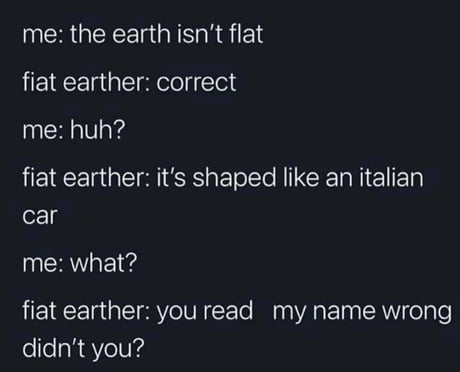 me: the earth isn't flat
fiat earther: correct
me: huh?
fiat earther: it's shaped like an italian
car
me: what?
fiat earther: you read   my name wrong
didn't you?